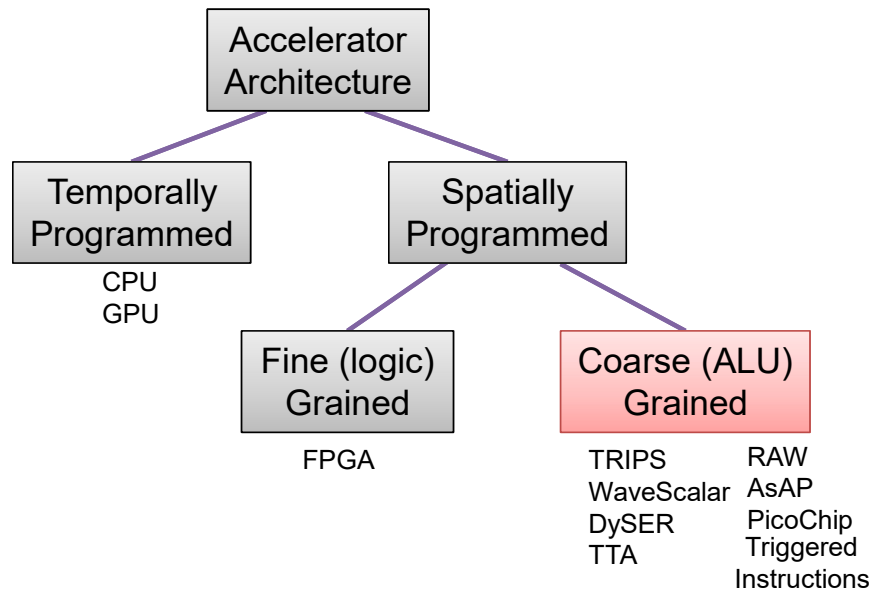 Accelerator
Architecture
Temporally
Programmed
Spatially
Programmed
CPU
GPU
Fine (logic)
Grained
Coarse (ALU)
Grained
FPGA
TRIPS
WaveScalar
DySER
TTA
RAW
AsAP
PicoChip
Triggered
Instructions